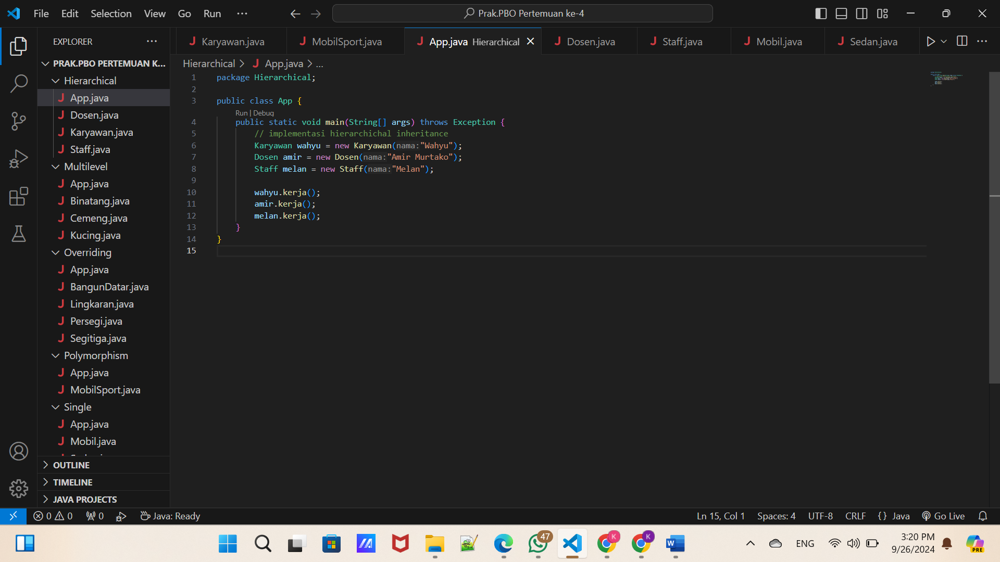 File Edit Selection View Go Run ···
Prak.PBO Pertemuan ke-4
EXPLORER ···
Karyawan.java MobilSport.java App.java Hierarchical Dosen.java Staff.java Mobil.java Sedan.java
PRAK.PBO PERTEMUAN K...
Hierarchical
App.java
Dosen.java
Karyawan.java
Staff.java
Multilevel
App.java
Binatang.java
Cemeng.java
Kucing.java
Overriding
App.java
BangunDatar.java
Lingkaran.java
Persegi.java
Segitiga.java
Polymorphism
App.java
MobilSport.java
Single
App.java
Mobil.java
OUTLINE
TIMELINE
JAVA PROJECTS
Hierarchical > App.java > ...
1 package Hierarchical;
2
3 public class App {
Run | Debug
4 public static void main(String[] args) throws Exception {
5 // implementasi hierarchichal inheritance
6 Karyawan wahyu = new Karyawan(nama:"Wahyu");
7 Dosen amir = new Dosen(nama:"Amir Murtako");
8 Staff melan = new Staff(nama:"Melan");
9
10 wahyu.kerja();
11 amir.kerja();
12 melan.kerja();
13 }
14 }
15
0 0 0 Java: Ready
Ln 15, Col 1 Spaces: 4 UTF-8 CRLF {} Java Go Live
47 K K W
ENG
3:20 PM
9/26/2024
PRE